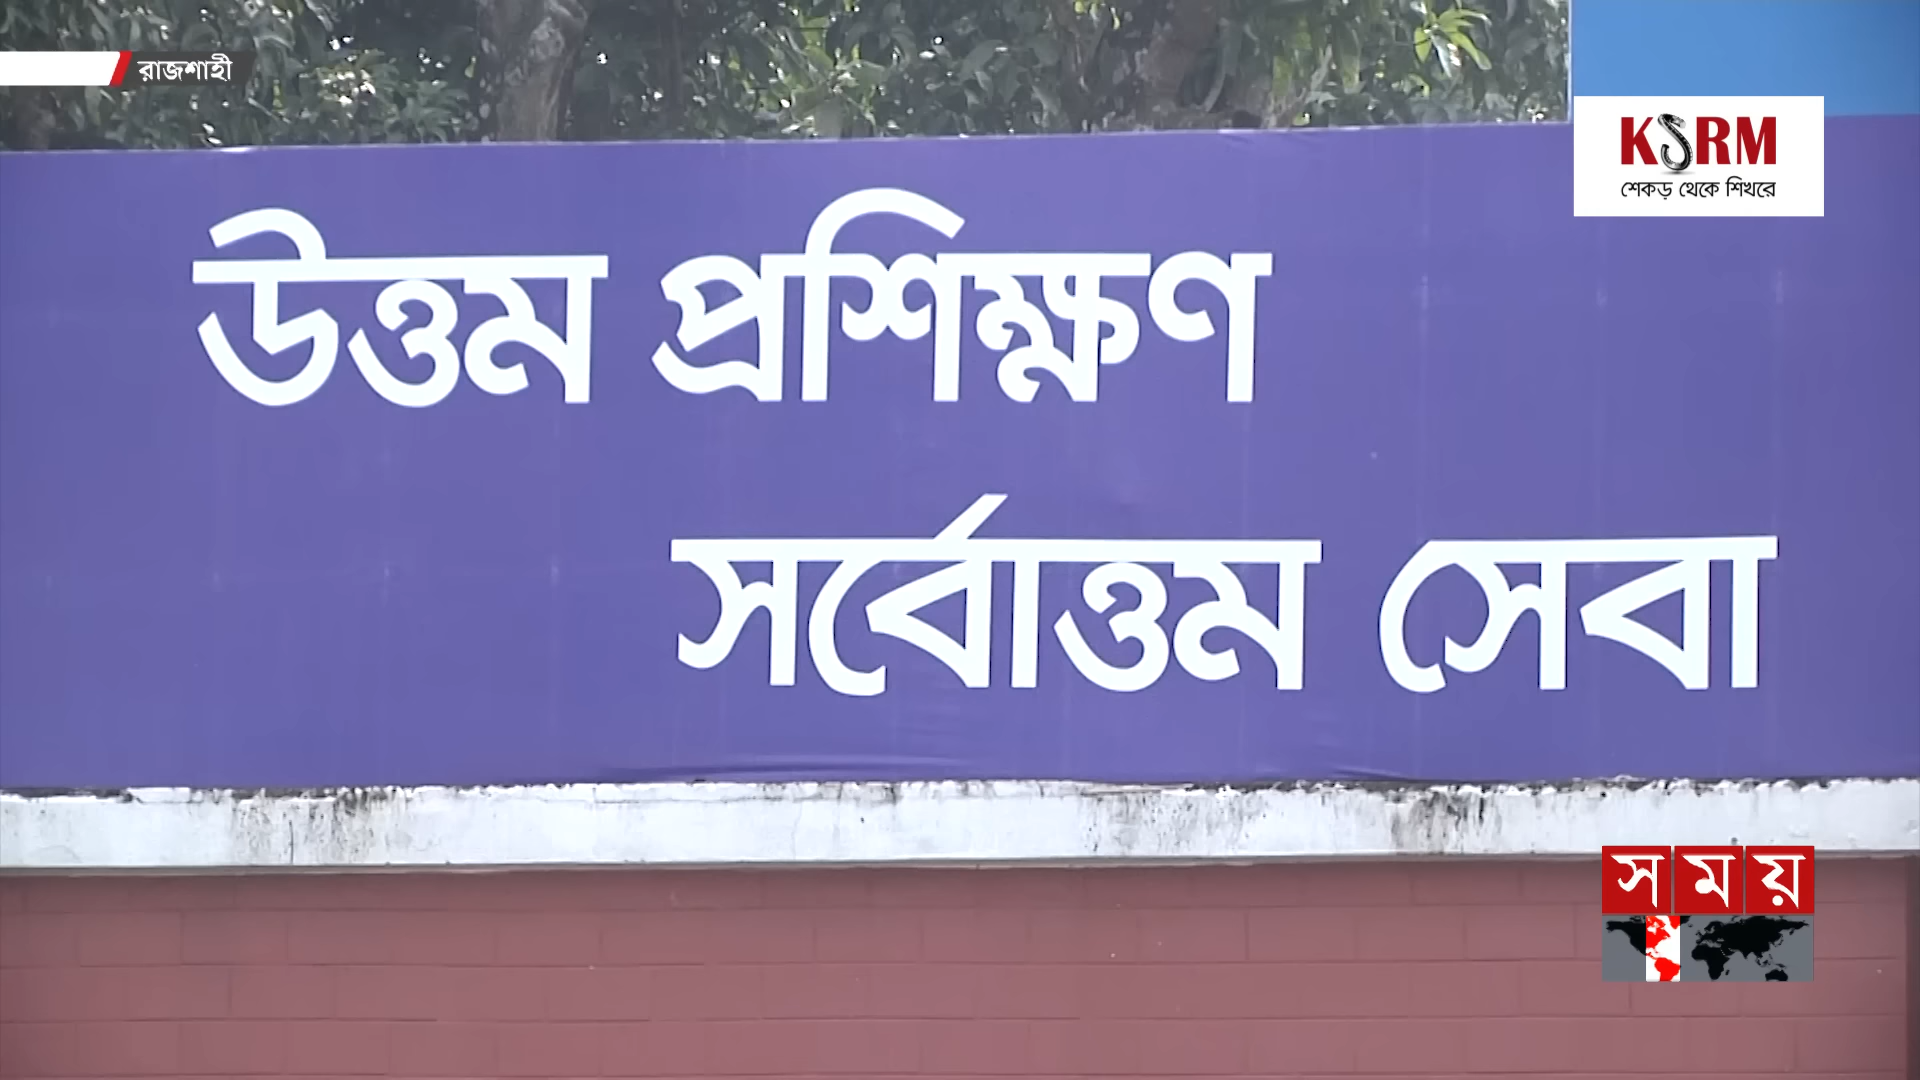 রাজশাহী
KSRM
শেকড় থেকে শিখরে
উত্তম প্রশিক্ষণ
সর্বোত্তম সেবা
সময়